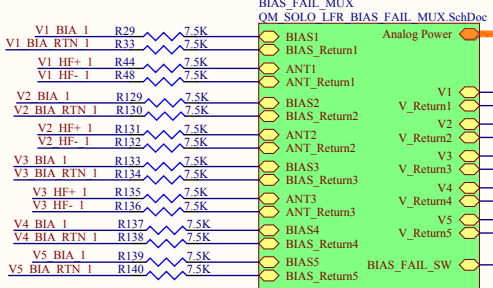 BIAS_FAIL_MUX
QM_SOLO_LFR_BIAS_FAIL_MUX.SchDoc
V1_BIA_1 R29 7.5K BIAS1 Analog Power
V1_BIA_RTN_1 R33 7.5K BIAS_Return1
V1_HF+_1 R44 7.5K ANT1
V1_HF-_1 R48 7.5K ANT_Return1
V1
V2_BIA_1 R129 7.5K BIAS2 V_Return1
V2_BIA_RTN_1 R130 7.5K BIAS_Return2
V2
V2_HF+_1 R131 7.5K ANT2 V_Return2
V2_HF-_1 R132 7.5K ANT_Return2
V3
V3_BIA_1 R133 7.5K BIAS3 V_Return3
V3_BIA_RTN_1 R134 7.5K BIAS_Return3
V4
V3_HF+_1 R135 7.5K ANT3 V_Return4
V3_HF-_1 R136 7.5K ANT_Return3
V5
V4_BIA_1 R137 7.5K BIAS4 V_Return5
V4_BIA_RTN_1 R138 7.5K BIAS_Return4
V5_BIA_1 R139 7.5K BIAS5 BIAS_FAIL_SW
V5_BIA_RTN_1 R140 7.5K BIAS_Return5